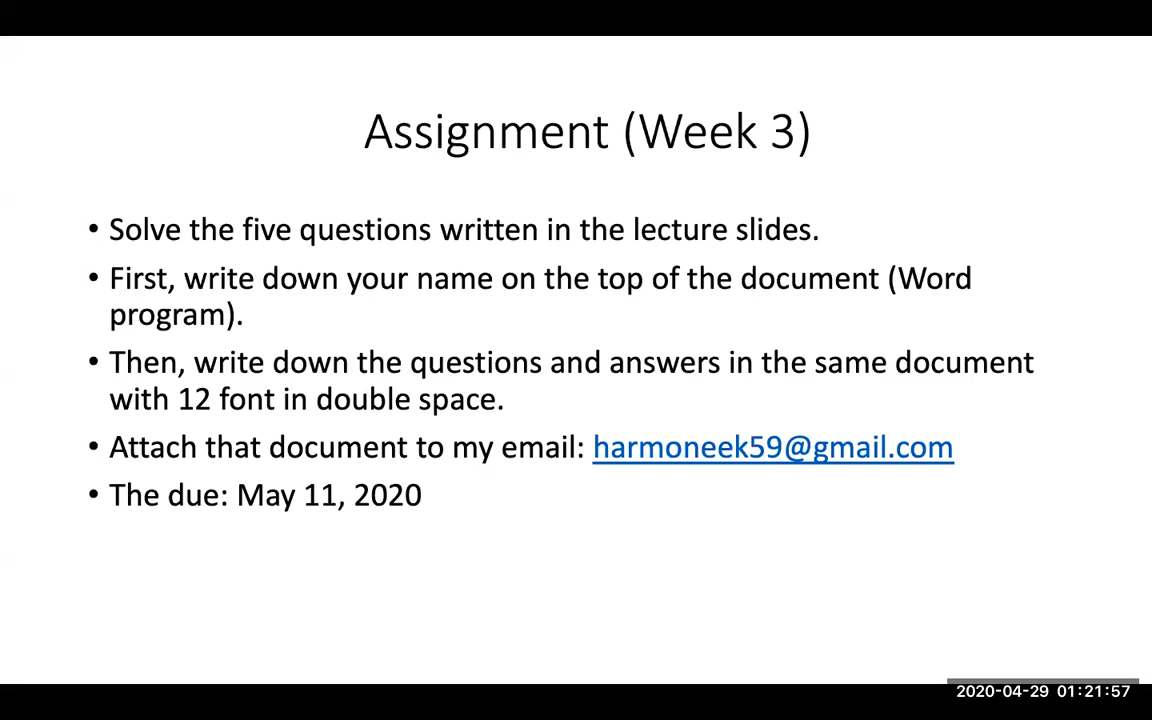 Assignment (Week 3)
• Solve the five questions written in the lecture slides.
• First, write down your name on the top of the document (Word
program).
• Then, write down the questions and answers in the same document
with 12 font in double space.
• Attach that document to my email: harmoneek59@gmail.com
• The due: May 11, 2020
2020-04-29 01:21:57